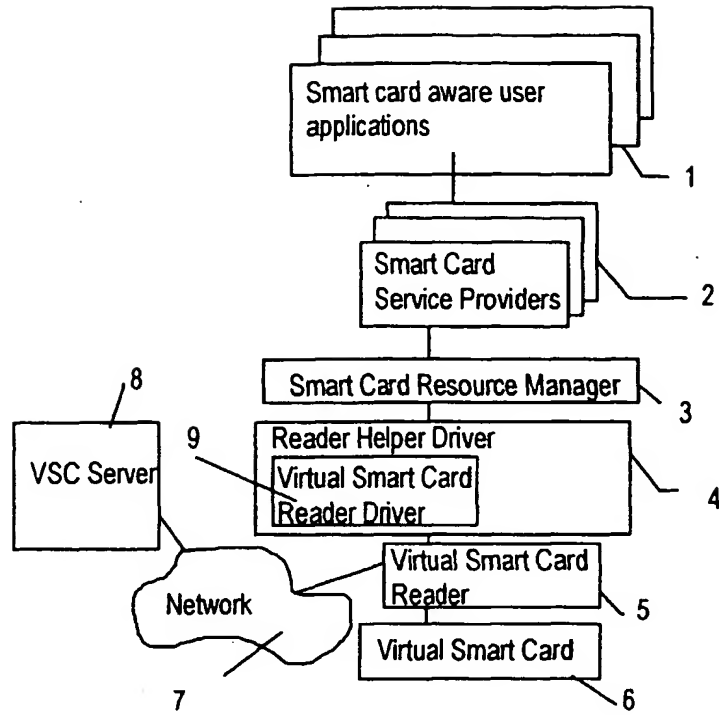 Smart card aware user
applications
1
Smart Card
Service Providers
2
Smart Card Resource Manager
3
8
VSC Server
9
Reader Helper Driver
Virtual Smart Card
Reader Driver
4
Virtual Smart Card
Reader
5
Network
7
Virtual Smart Card
6